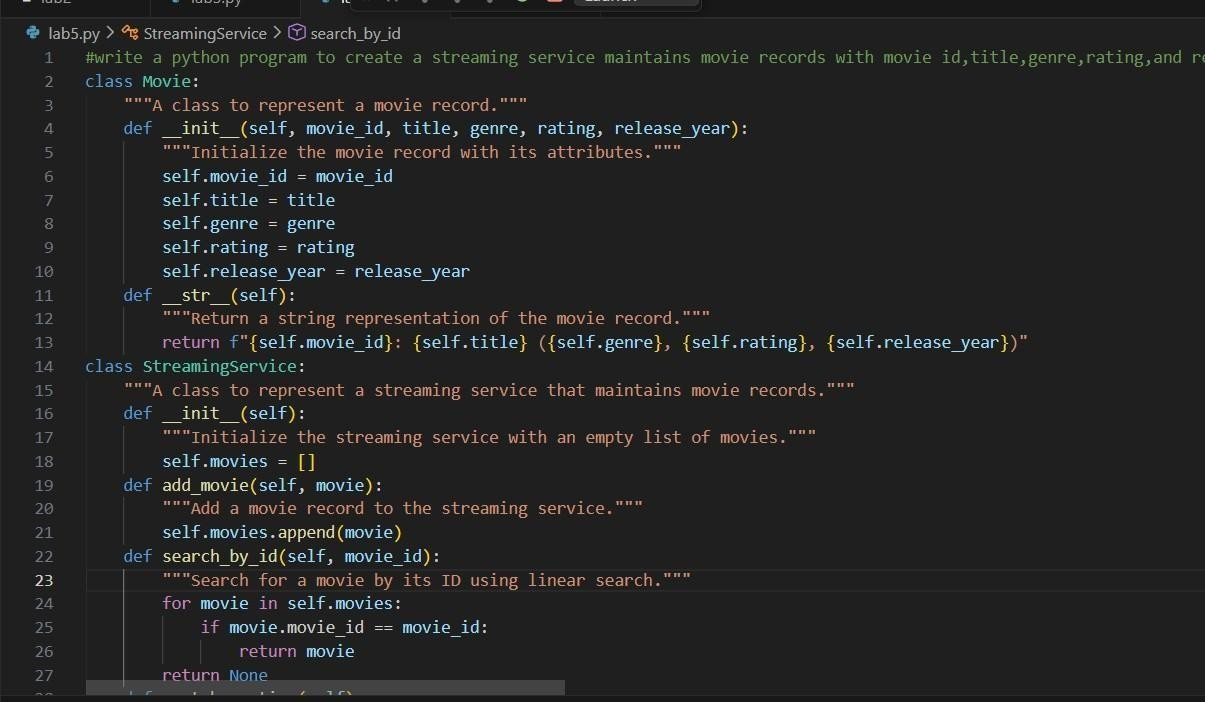 lab5.py > StreamingService > search_by_id
1 #write a python program to create a streaming service maintains movie records with movie id,title,genre,rating,and
2 class Movie:
3 """A class to represent a movie record."""
4 def __init__(self, movie_id, title, genre, rating, release_year):
5 """Initialize the movie record with its attributes."""
6 self.movie_id = movie_id
7 self.title = title
8 self.genre = genre
9 self.rating = rating
10 self.release_year = release_year
11 def __str__(self):
12 """Return a string representation of the movie record."""
13 return f"{self.movie_id}: {self.title} ({self.genre}, {self.rating}, {self.release_year})"
14 class StreamingService:
15 """A class to represent a streaming service that maintains movie records."""
16 def __init__(self):
17 """Initialize the streaming service with an empty list of movies."""
18 self.movies = []
19 def add_movie(self, movie):
20 """Add a movie record to the streaming service."""
21 self.movies.append(movie)
22 def search_by_id(self, movie_id):
23 """Search for a movie by its ID using linear search."""
24 for movie in self.movies:
25 if movie.movie_id == movie_id:
26 return movie
27 return None